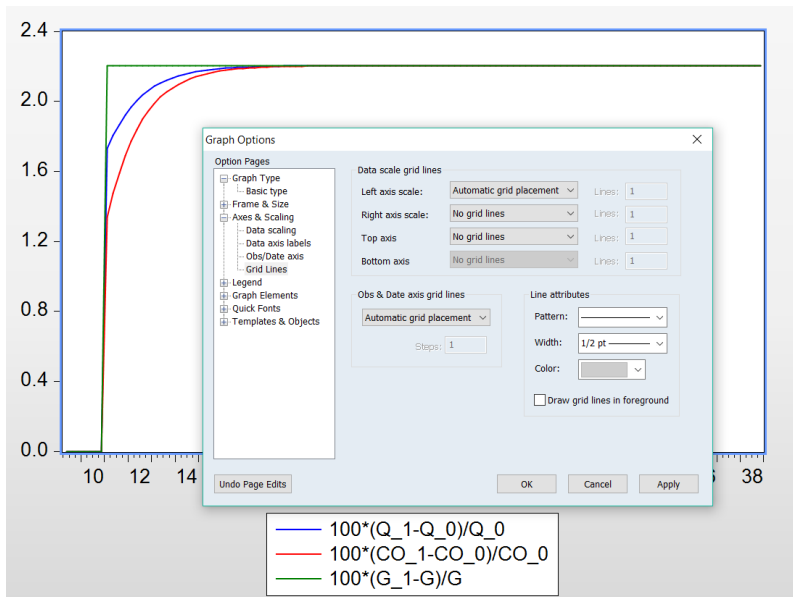 2.4
2.0
1.6
1.2
0.8
0.4
0.0
10 12 14
38
Graph Options
Option Pages
Graph Type
Basic type
Frame & Size
Axes & Scaling
Data scaling
Data axis labels
Obs/Date axis
Grid Lines
Legend
Graph Elements
Quick Fonts
Templates & Objects
Data scale grid lines
Left axis scale: Automatic grid placement Lines: 1
Right axis scale: No grid lines Lines: 1
Top axis No grid lines Lines: 1
Bottom axis No grid lines Lines: 1
Obs & Date axis grid lines
Automatic grid placement
Steps: 1
Line attributes
Pattern:
Width: 1/2 pt
Color:
Draw grid lines in foreground
Undo Page Edits OK Cancel Apply
100*(Q_1-Q_0)/Q_0
100*(CO_1-CO_0)/CO_0
100*(G_1-G)/G